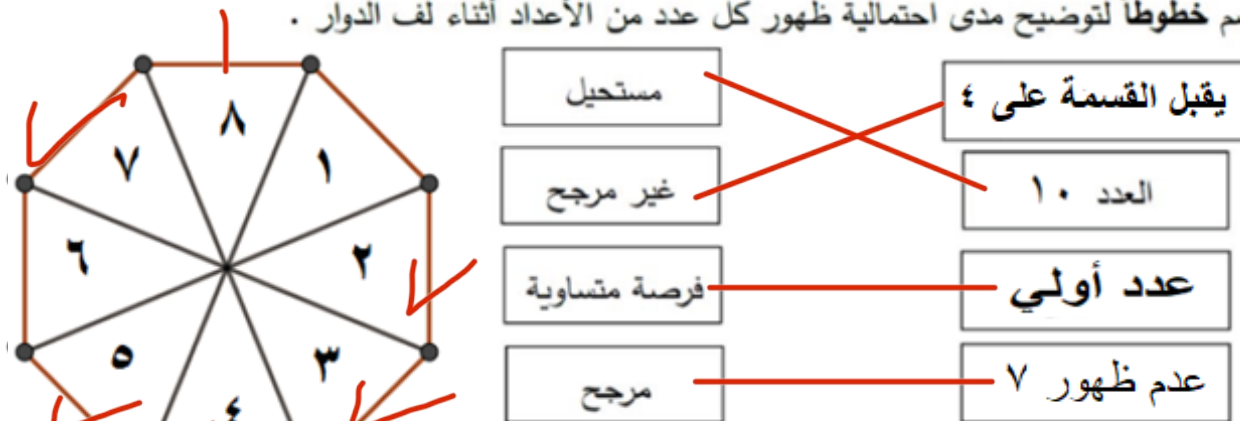 خطوطا لتوضيح مدى احتمالية ظهور كل عدد من الأعداد أثناء لف الدوار .
يقبل القسمة على ٤
مستحيل
العدد ١٠
غير مرجح
عدد أولي
فرصة متساوية
عدم ظهور ٧
مرجح
٨
١
٢
٣
٤
٥
٦
٧